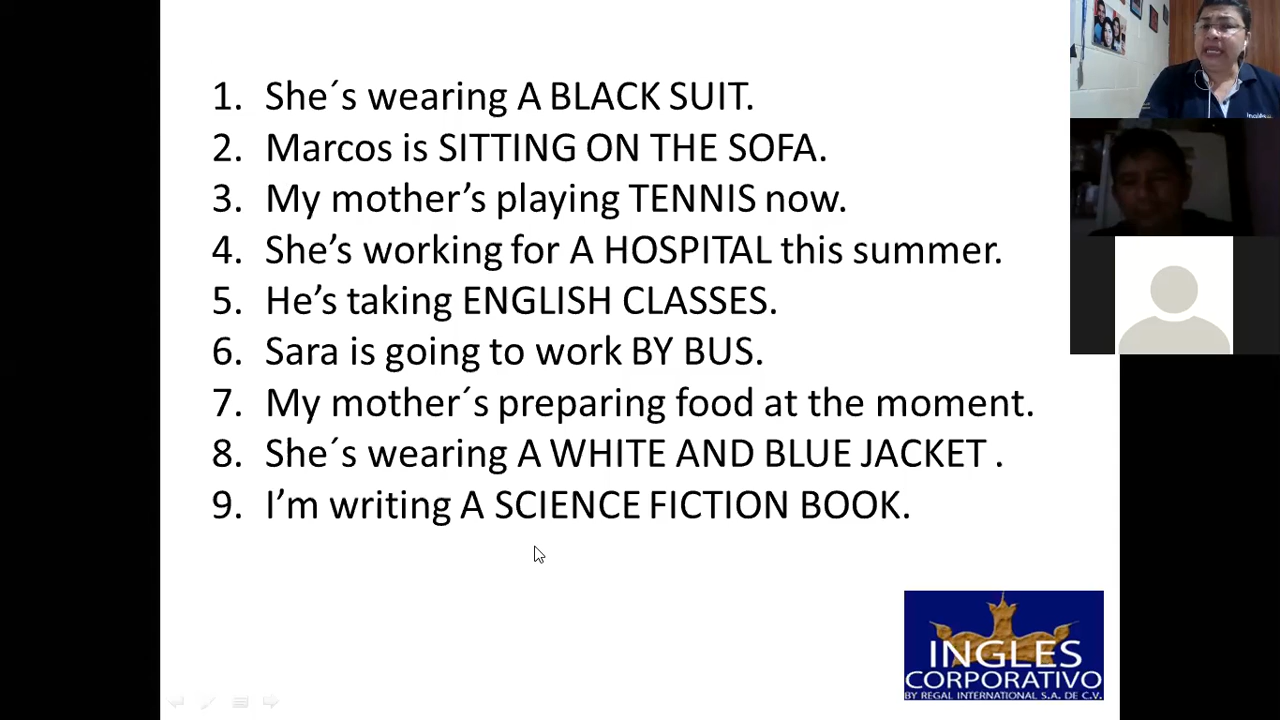 1. She´s wearing A BLACK SUIT.
2. Marcos is SITTING ON THE SOFA.
3. My mother’s playing TENNIS now.
4. She’s working for A HOSPITAL this summer.
5. He’s taking ENGLISH CLASSES.
6. Sara is going to work BY BUS.
7. My mother´s preparing food at the moment.
8. She´s wearing A WHITE AND BLUE JACKET .
9. I’m writing A SCIENCE FICTION BOOK.
INGLES
CORPORATIVO
BY REGAL INTERNATIONAL S.A. DE C.V.